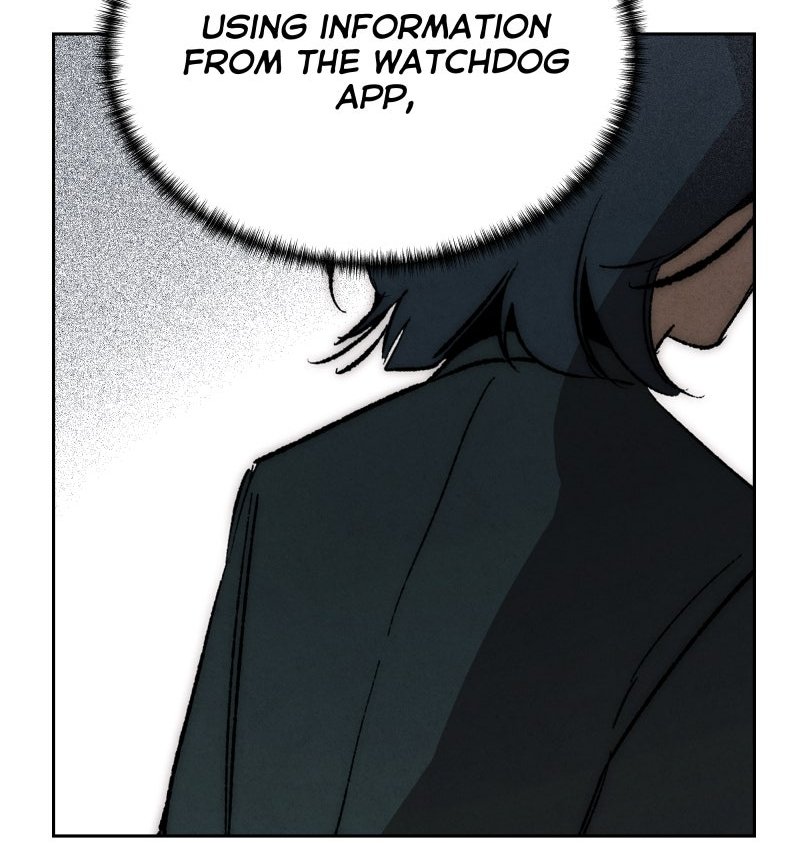 USING INFORMATION
FROM THE WATCHDOG
APP,